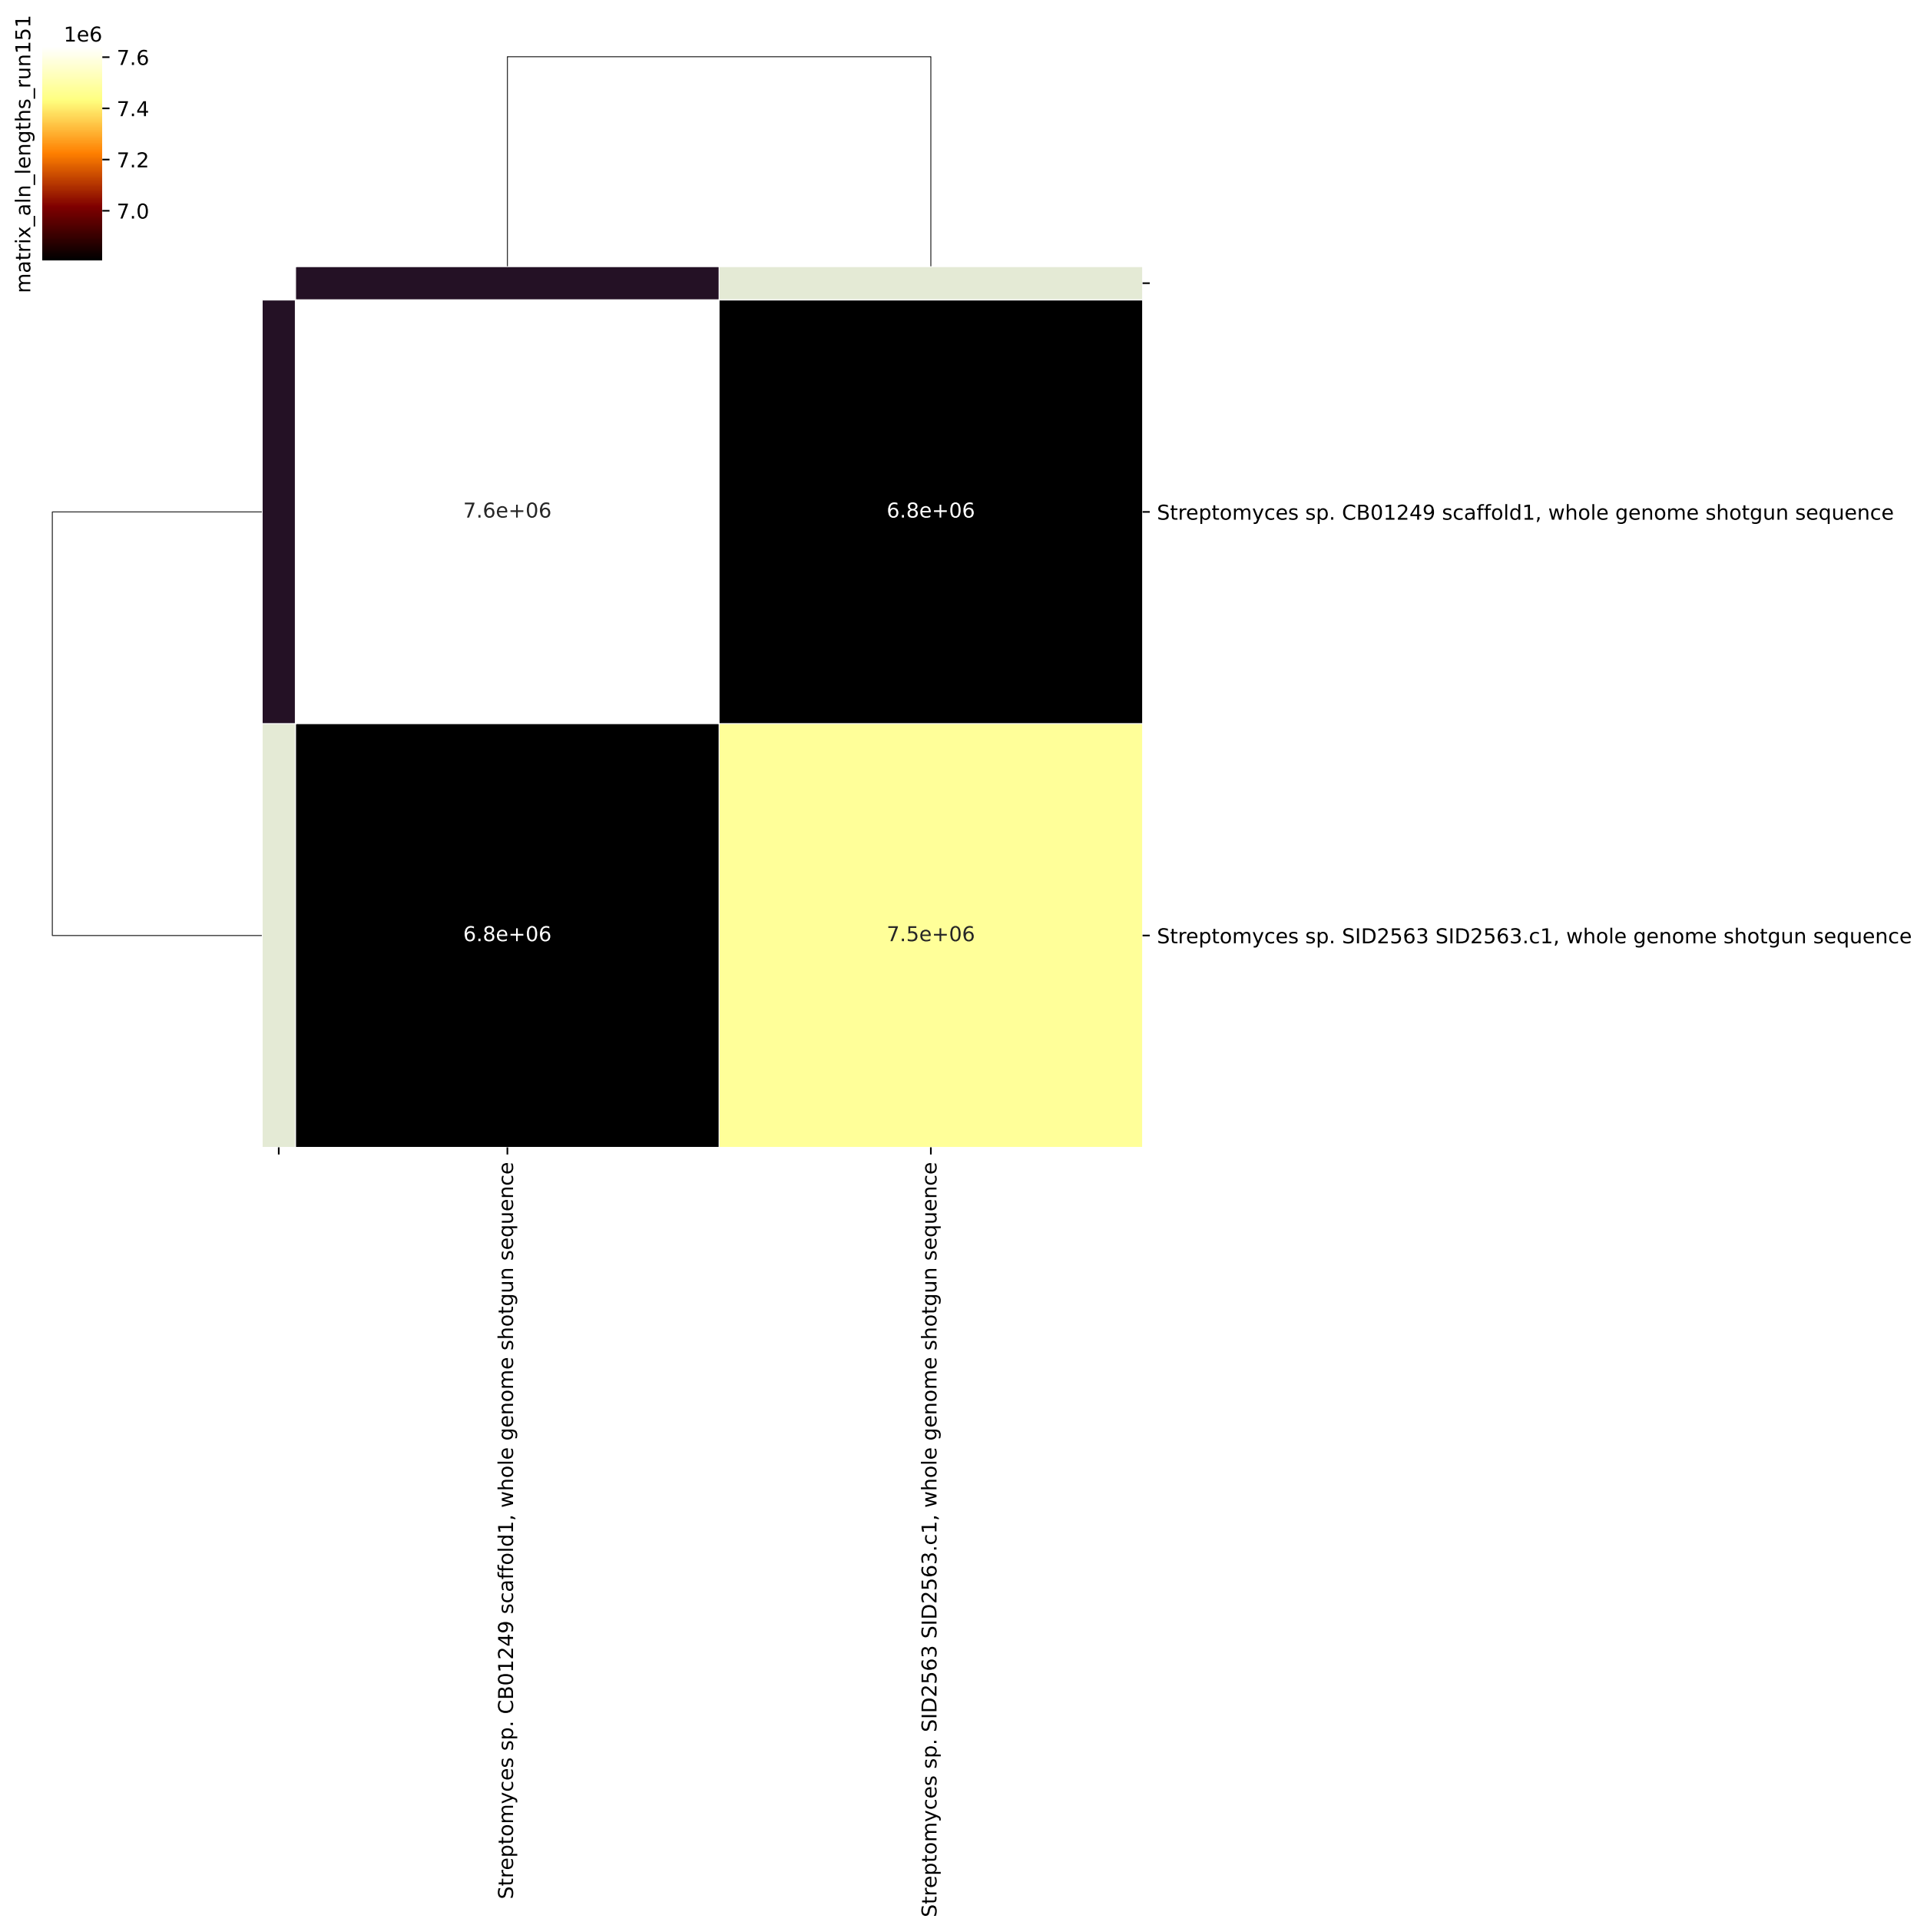 matrix_aln_lengths_run151
1e6
7.6
7.4
7.2
7.0
7.6e+06
6.8e+06
Streptomyces sp. CB01249 scaffold1, whole genome shotgun sequence
6.8e+06
7.5e+06
Streptomyces sp. SID2563 SID2563.c1, whole genome shotgun sequence
Streptomyces sp. CB01249 scaffold1, whole genome shotgun sequence
Streptomyces sp. SID2563 SID2563.c1, whole genome shotgun sequence